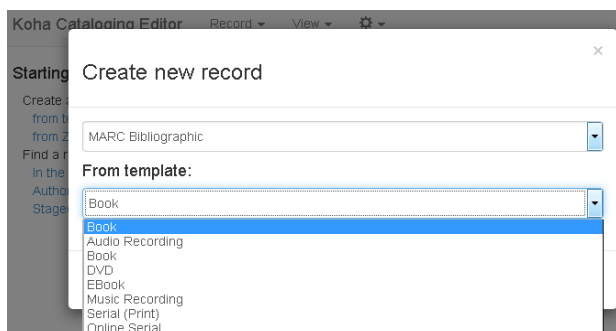 Koha Cataloging Editor Record View
×
Starting
Create new record
Create
from
from Z
Find a r
In the
Autho
Stage
MARC Bibliographic
From template:
Book
Book
Audio Recording
Book
DVD
EBook
Music Recording
Serial (Print)
Online Serial